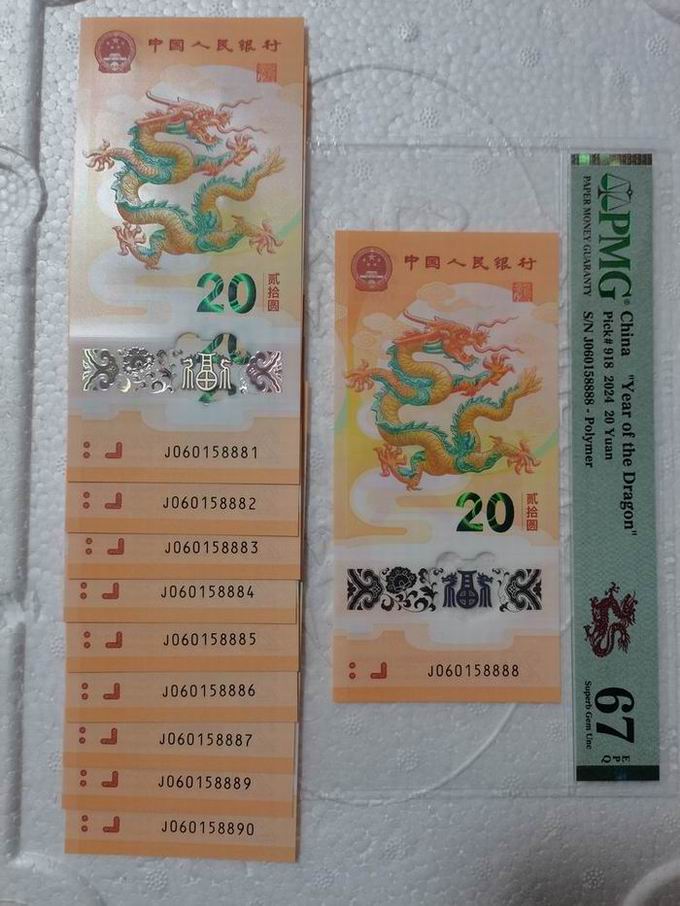 中国人民银行
20
贰拾圆
福
J060158881
J060158882
J060158883
J060158884
J060158885
J060158886
J060158887
J060158889
J060158890
中国人民银行
20
贰拾圆
福
J060158888
PMG®
PAPER MONEY GUARANTY
China "Year of the Dragon"
Pick# 918 2024 20 Yuan
S/N J060158888 - Polymer
67
EPQ
Superb Gem Unc